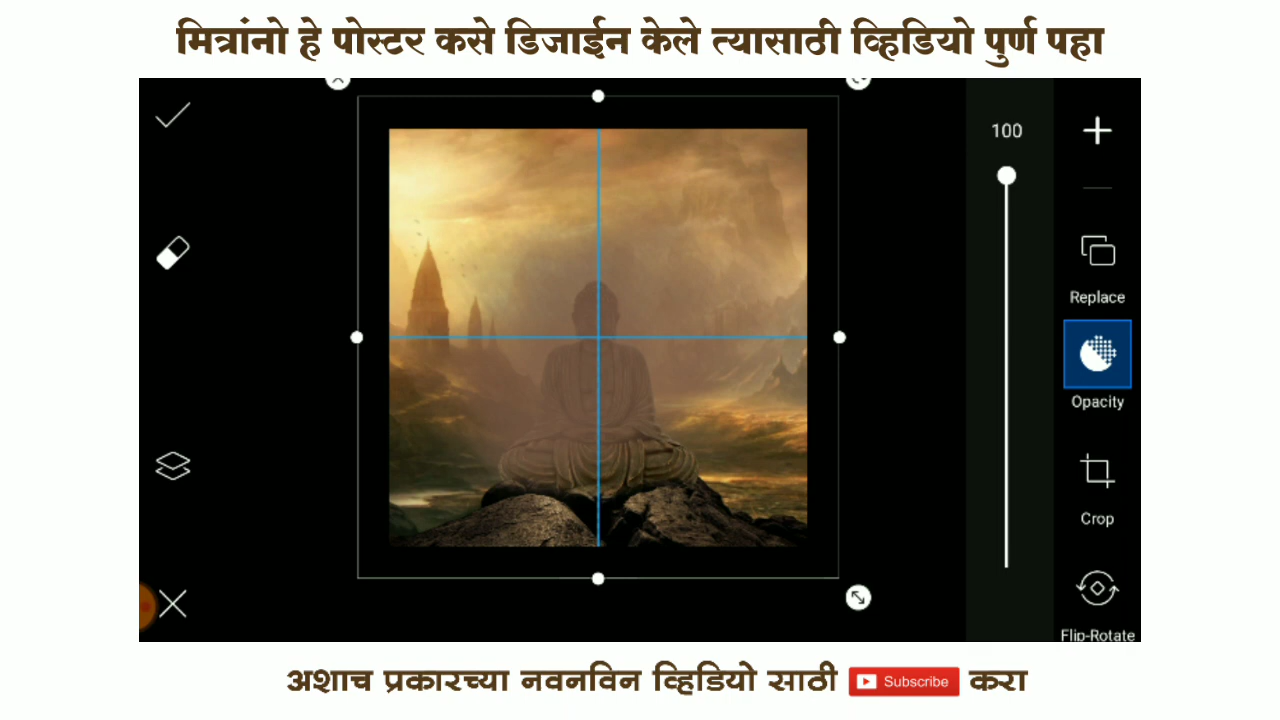 मित्रांनो हे पोस्टर कसे डिजाईन केले त्यासाठी व्हिडियो पुर्ण पहा
100
Replace
Opacity
Crop
Flip-Rotate
अशाच प्रकारच्या नवनविन व्हिडियो साठी Subscribe करा